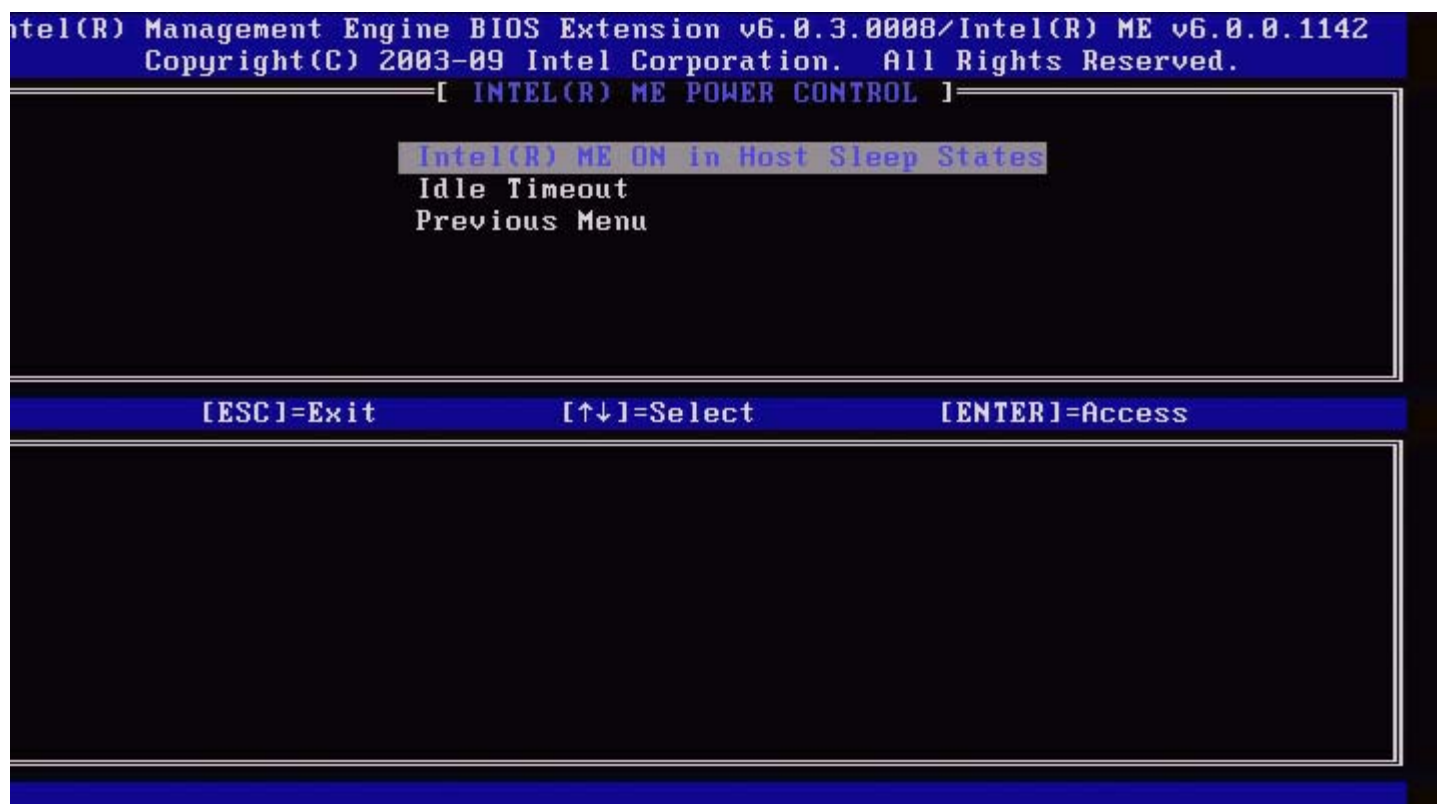 ntel(R) Management Engine BIOS Extension v6.0.3.0008/Intel(R) ME v6.0.0.1142
Copyright(C) 2003-09 Intel Corporation. All Rights Reserved.
[ INTEL(R) ME POWER CONTROL ]
Intel(R) ME ON in Host Sleep States
Idle Timeout
Previous Menu
[ESC]=Exit [↑↓]=Select [ENTER]=Access